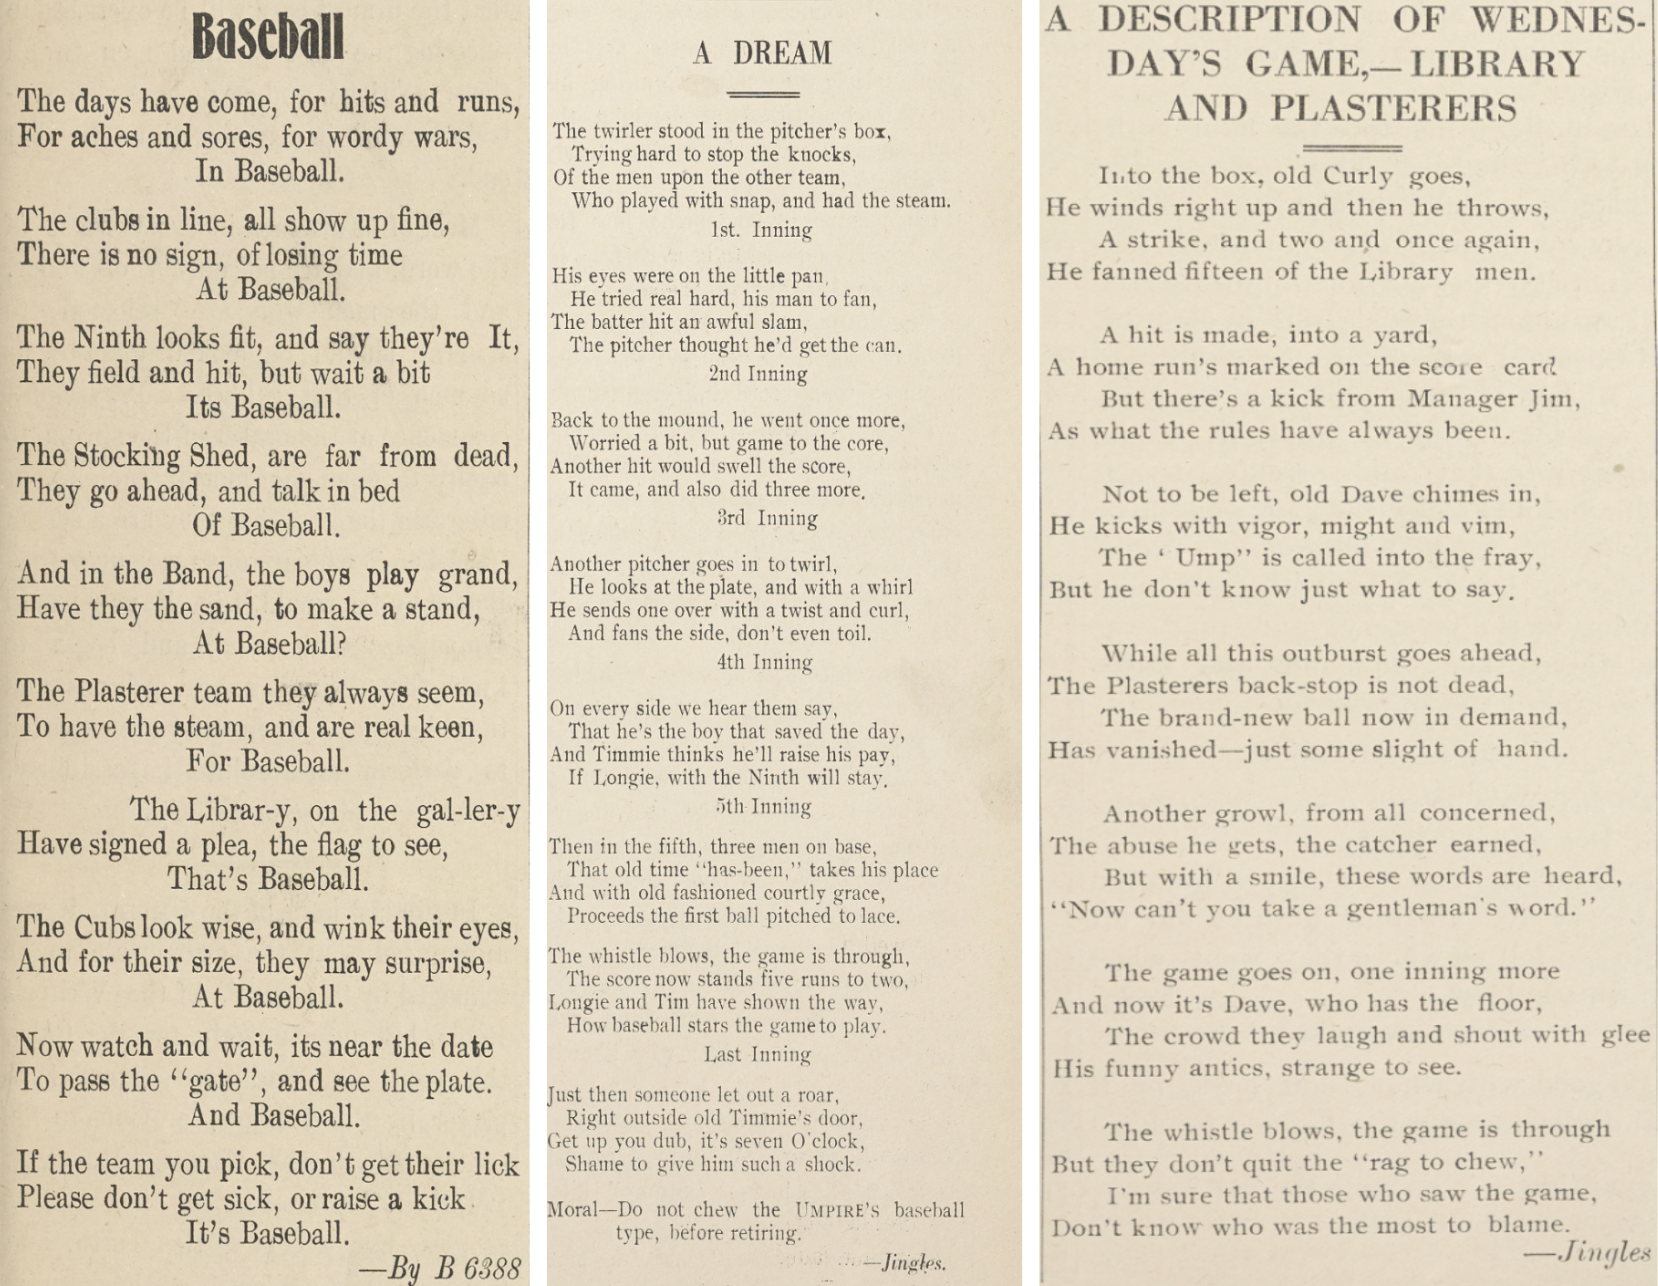 Baseball
The days have come, for hits and runs,
For aches and sores, for wordy wars,
In Baseball.
The clubs in line, all show up fine,
There is no sign, of losing time
At Baseball.
The Ninth looks fit, and say they're It,
They field and hit, but wait a bit
Its Baseball.
The Stocking Shed, are far from dead,
They go ahead, and talk in bed
Of Baseball.
And in the Band, the boys play grand,
Have they the sand, to make a stand,
At Baseball?
The Plasterer team they always seem,
To have the steam, and are real keen,
For Baseball.
The Librar-y, on the gal-ler-y
Have signed a plea, the flag to see,
That's Baseball.
The Cubs look wise, and wink their eyes,
And for their size, they may surprise,
At Baseball.
Now watch and wait, its near the date
To pass the "gate", and see the plate.
And Baseball.
If the team you pick, don't get their lick
Please don't get sick, or raise a kick
It's Baseball.
—By B 6388
A DREAM
The twirler stood in the pitcher's box,
Trying hard to stop the knocks,
Of the men upon the other team,
Who played with snap, and had the steam.
1st. Inning
His eyes were on the little pan,
He tried real hard, his man to fan,
The batter hit an awful slam,
The pitcher thought he'd get the can.
2nd Inning
Back to the mound, he went once more,
Worried a bit, but game to the core,
Another hit would swell the score,
It came, and also did three more.
3rd Inning
Another pitcher goes in to twirl,
He looks at the plate, and with a whirl
He sends one over with a twist and curl,
And fans the side, don't even toil.
4th Inning
On every side we hear them say,
That he's the boy that saved the day,
And Timmie thinks he'll raise his pay,
If Longie, with the Ninth will stay.
5th Inning
Then in the fifth, three men on base,
That old time "has-been," takes his place
And with old fashioned courtly grace,
Proceeds the first ball pitched to lace.
The whistle blows, the game is through,
The score now stands five runs to two,
Longie and Tim have shown the way,
How baseball stars the game to play.
Last Inning
Just then someone let out a roar,
Right outside old Timmie's door,
Get up you dub, it's seven O'clock,
Shame to give him such a shock.
Moral—Do not chew the UMPIRE'S baseball
type, before retiring.
—Jingles.
A DESCRIPTION OF WEDNES-
DAY'S GAME,—LIBRARY
AND PLASTERERS
Into the box, old Curly goes,
He winds right up and then he throws,
A strike, and two and once again,
He fanned fifteen of the Library men.
A hit is made, into a yard,
A home run's marked on the score card
But there's a kick from Manager Jim,
As what the rules have always been.
Not to be left, old Dave chimes in,
He kicks with vigor, might and vim,
The ' Ump" is called into the fray,
But he don't know just what to say.
While all this outburst goes ahead,
The Plasterers back-stop is not dead,
The brand-new ball now in demand,
Has vanished—just some slight of hand.
Another growl, from all concerned,
The abuse he gets, the catcher earned,
But with a smile, these words are heard,
"Now can't you take a gentleman's word."
The game goes on, one inning more
And now it's Dave, who has the floor,
The crowd they laugh and shout with glee
His funny antics, strange to see.
The whistle blows, the game is through
But they don't quit the "rag to chew,"
I'm sure that those who saw the game,
Don't know who was the most to blame.
—Jingles